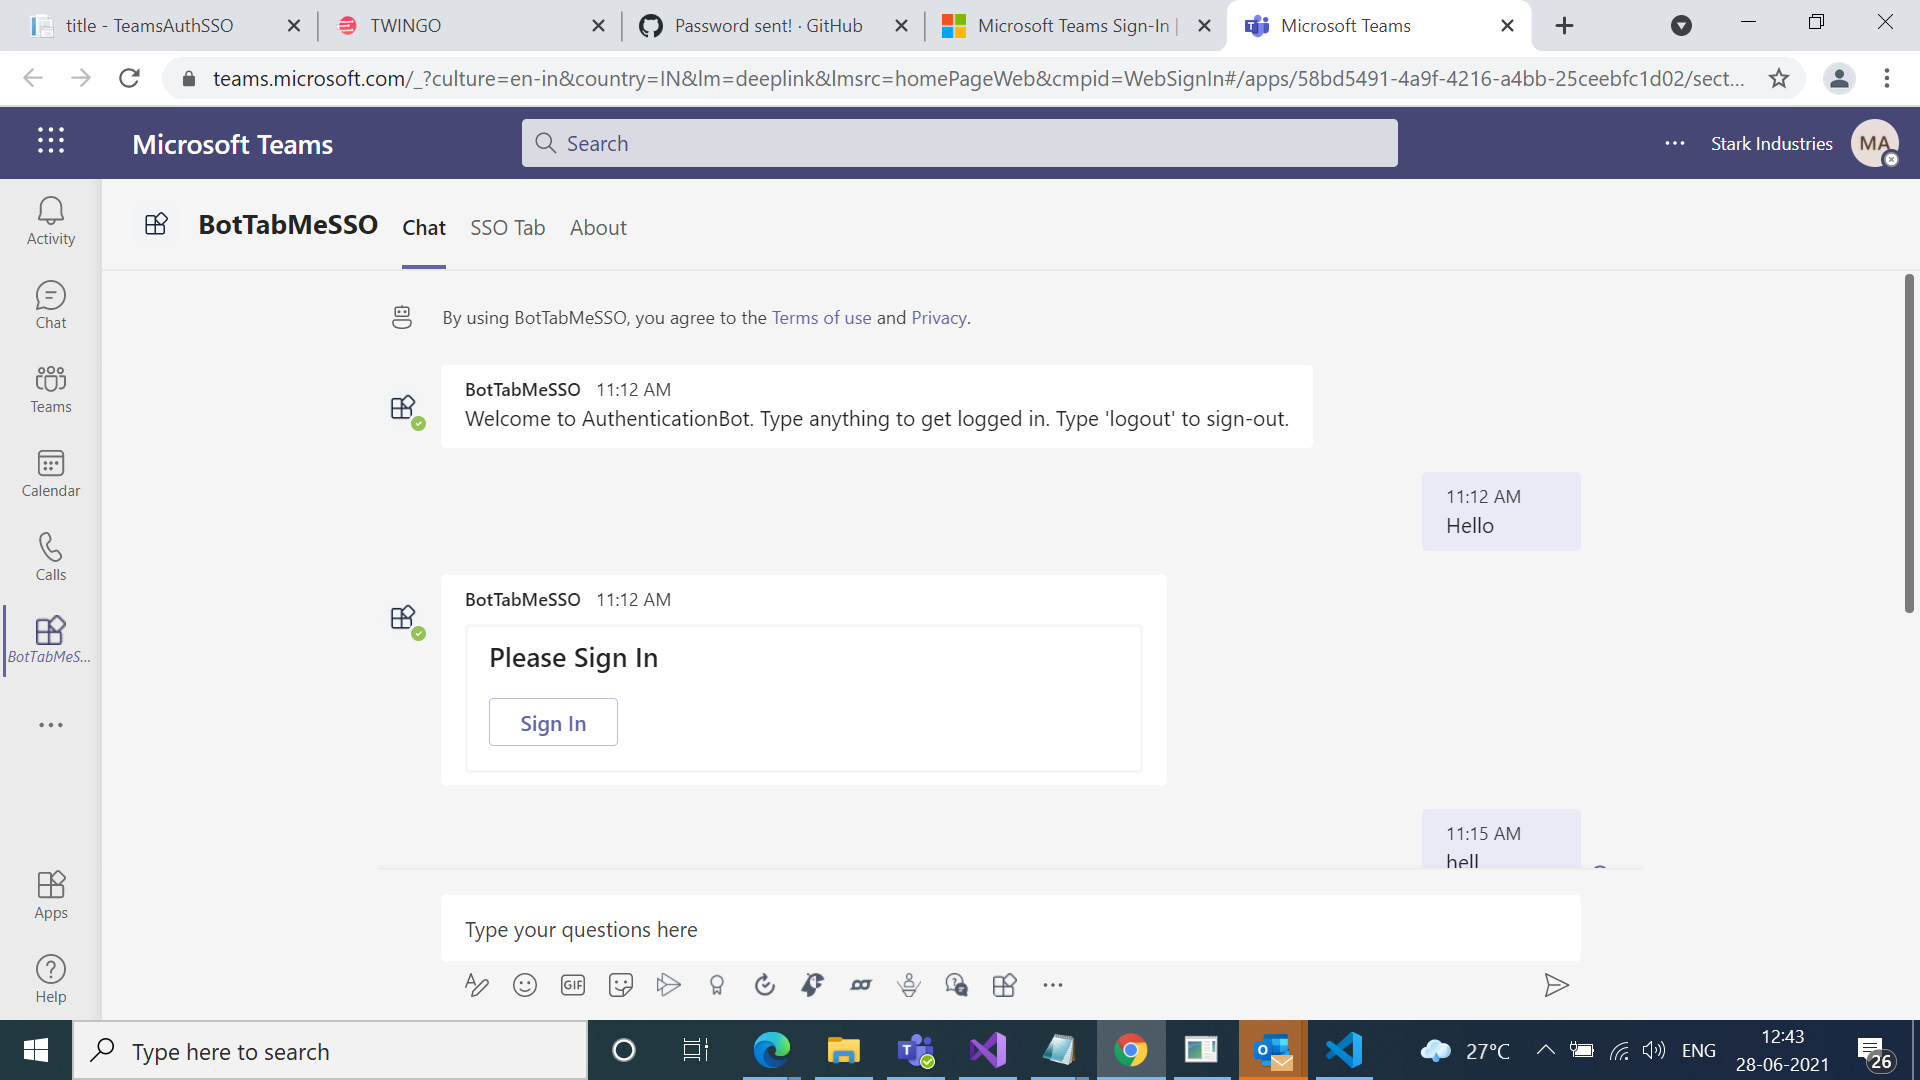 title - TeamsAuthSSO
TWINGO
Password sent! · GitHub
Microsoft Teams Sign-In |
Microsoft Teams
teams.microsoft.com/_?culture=en-in&country=IN&lm=deeplink&lmsrc=homePageWeb&cmpid=WebSignIn#/apps/58bd5491-4a9f-4216-a4bb-25ceebfc1d02/sect...
Microsoft Teams
Search
Stark Industries
MA
Activity
Chat
Teams
Calendar
Calls
BotTabMeS...
Apps
Help
BotTabMeSSO
Chat
SSO Tab
About
By using BotTabMeSSO, you agree to the Terms of use and Privacy.
BotTabMeSSO 11:12 AM
Welcome to AuthenticationBot. Type anything to get logged in. Type 'logout' to sign-out.
11:12 AM
Hello
BotTabMeSSO 11:12 AM
Please Sign In
Sign In
11:15 AM
hell
Type your questions here
GIF
Type here to search
27°C
ENG
12:43
28-06-2021
26